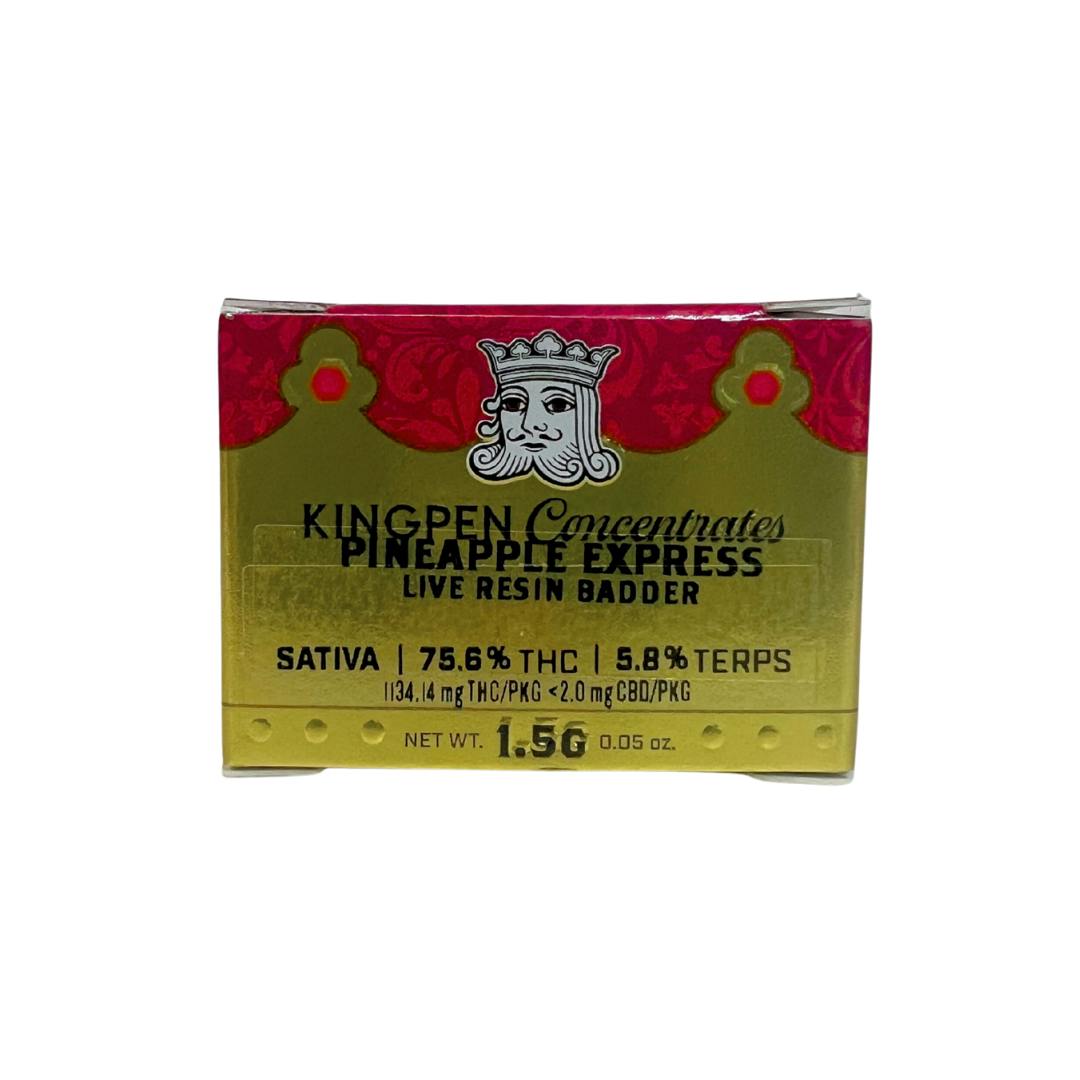 KINGPEN Concentrates
PINEAPPLE EXPRESS
LIVE RESIN BADDER
SATIVA | 75.6% THC | 5.8% TERPS
1134.14 mg THC/PKG <2.0 mg CBD/PKG
NET WT. 1.5G 0.05 oz.